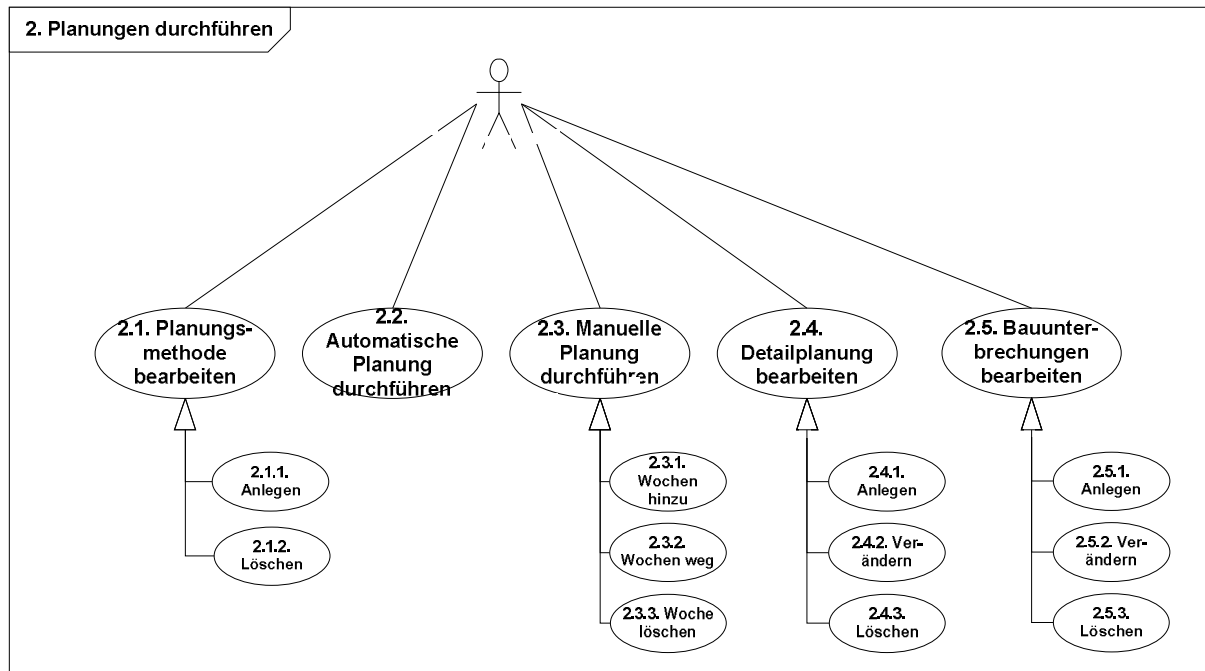 2. Planungen durchführen
2.1. Planungs-
methode
bearbeiten
2.2.
Automatische
Planung
durchführen
2.3. Manuelle
Planung
durchführen
2.4.
Detailplanung
bearbeiten
2.5. Bauunter-
brechungen
bearbeiten
2.1.1.
Anlegen
2.1.2.
Löschen
2.3.1.
Wochen
hinzu
2.3.2.
Wochen weg
2.3.3. Woche
löschen
2.4.1.
Anlegen
2.4.2. Ver-
ändern
2.4.3.
Löschen
2.5.1.
Anlegen
2.5.2. Ver-
ändern
2.5.3.
Löschen